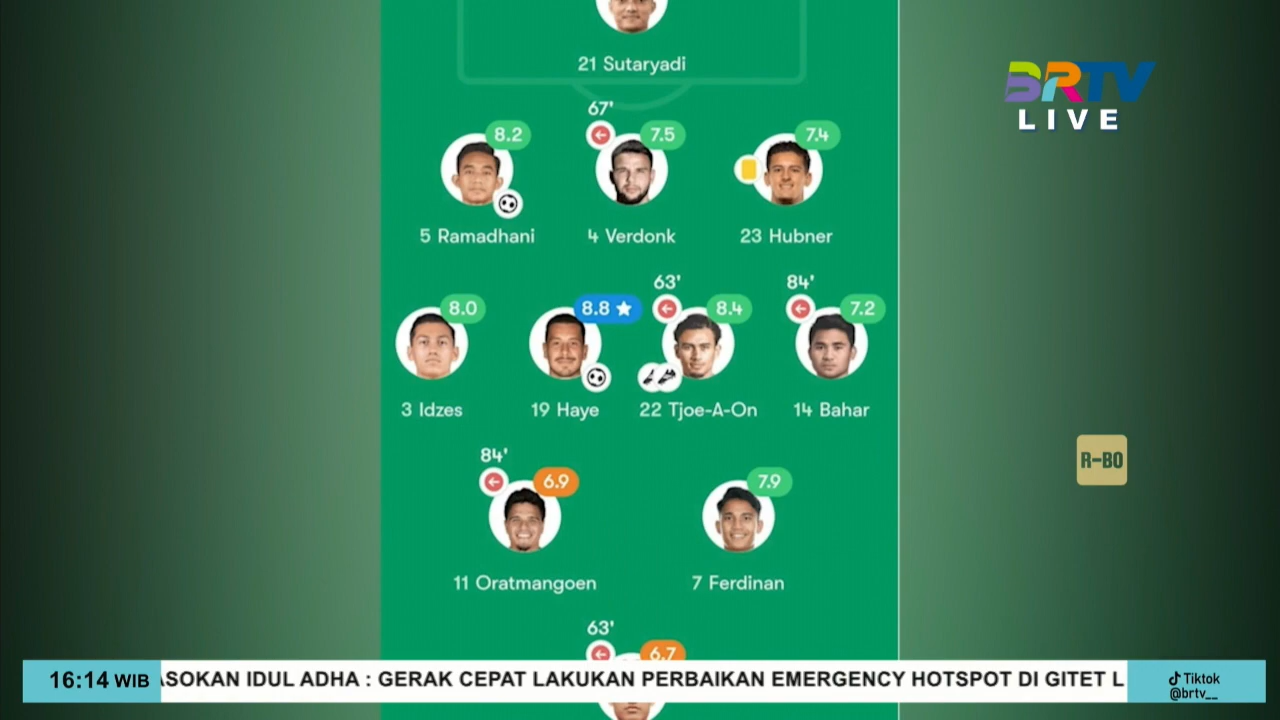 BRTV
LIVE
21 Sutaryadi
67'
8.2
7.5
7.4
5 Ramadhani
4 Verdonk
23 Hubner
63'
84'
8.0
8.8
8.4
7.2
3 Idzes
19 Haye
22 Tjoe-A-On
14 Bahar
84'
6.9
7.9
R-BO
11 Oratmangoen
7 Ferdinan
63'
6.7
16:14 WIB
ASOKAN IDUL ADHA : GERAK CEPAT LAKUKAN PERBAIKAN EMERGENCY HOTSPOT DI GITET L
Tiktok
@brtv__